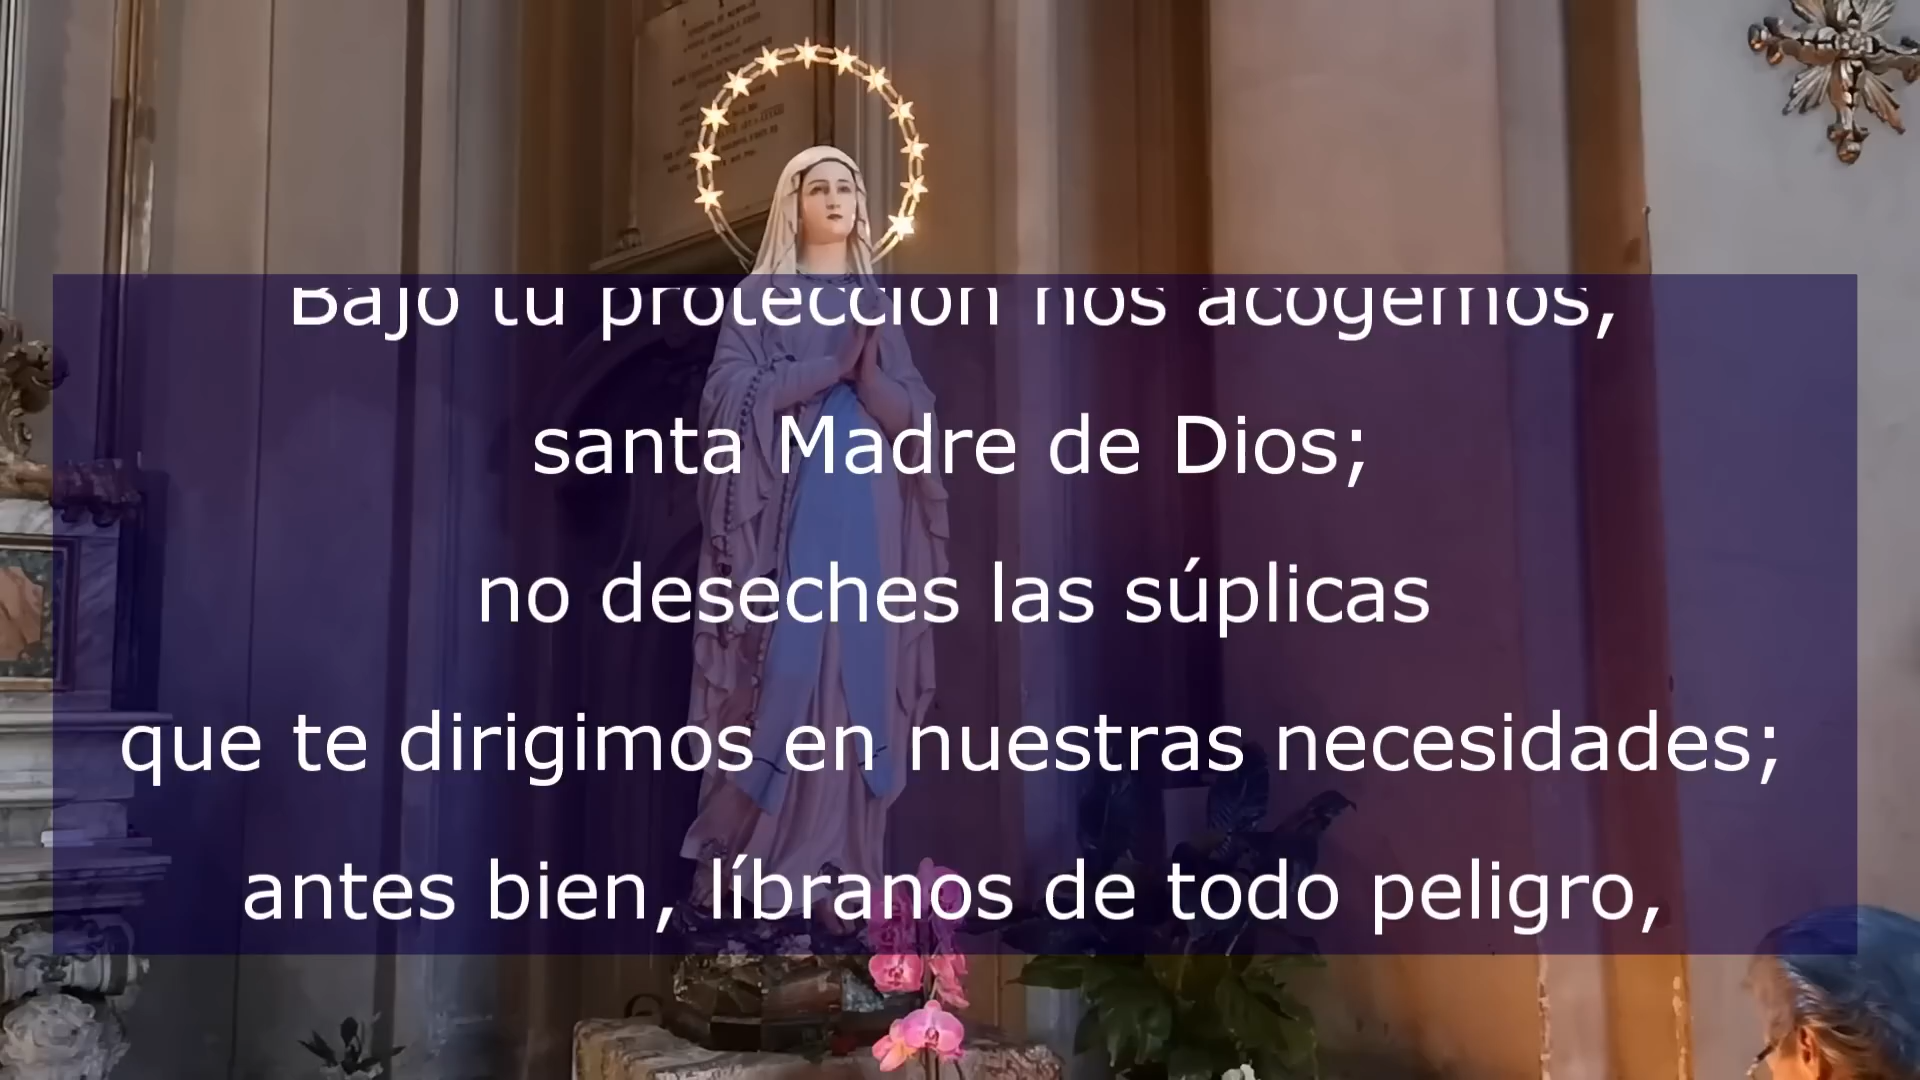 Bajo tu protección nos acogemos,
santa Madre de Dios;
no deseches las súplicas
que te dirigimos en nuestras necesidades;
antes bien, líbranos de todo peligro,